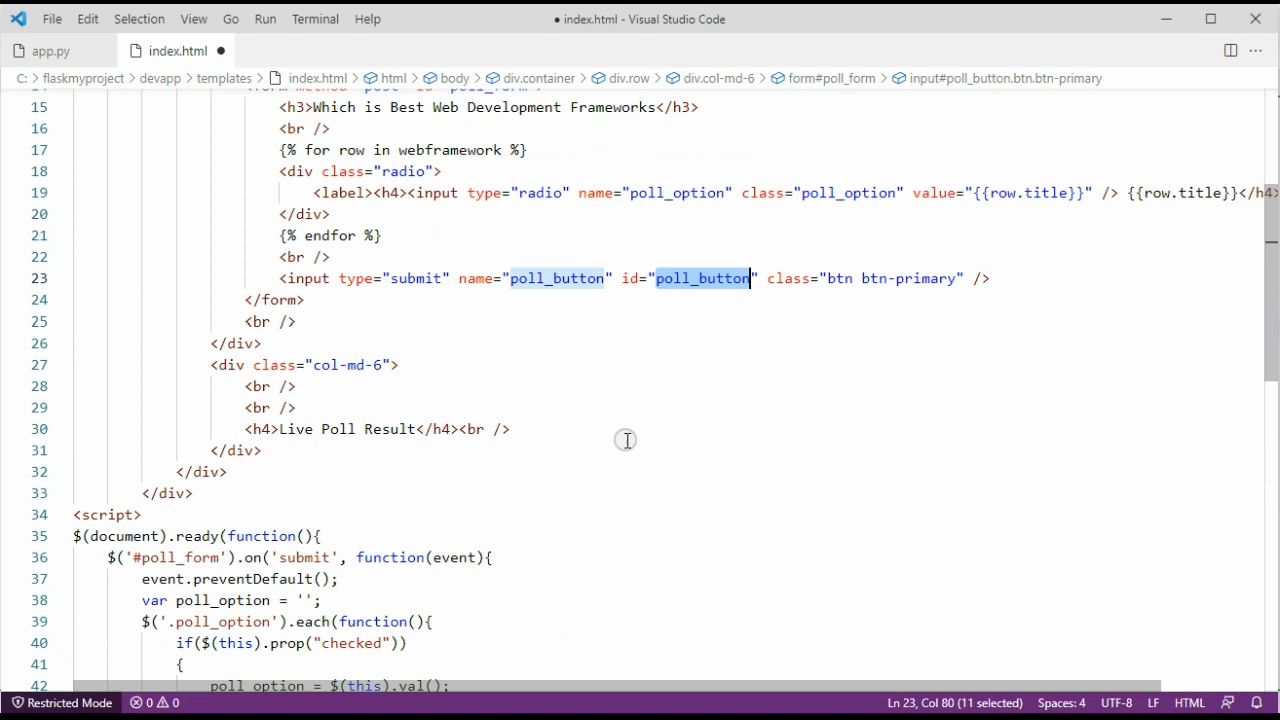 File Edit Selection View Go Run Terminal Help ● index.html - Visual Studio Code
app.py index.html ●
C: > flaskmyproject > devapp > templates > index.html > html > body > div.container > div.row > div.col-md-6 > form#poll_form > input#poll_button.btn.btn-primary
15 <h3>Which is Best Web Development Frameworks</h3>
16 <br />
17 {% for row in webframework %}
18 <div class="radio">
19 <label><h4><input type="radio" name="poll_option" class="poll_option" value="{{row.title}}" /> {{row.title}}</h4>
20 </div>
21 {% endfor %}
22 <br />
23 <input type="submit" name="poll_button" id="poll_button" class="btn btn-primary" />
24 </form>
25 <br />
26 </div>
27 <div class="col-md-6">
28 <br />
29 <br />
30 <h4>Live Poll Result</h4><br />
31 </div>
32 </div>
33 </div>
34 <script>
35 $(document).ready(function(){
36 $('#poll_form').on('submit', function(event){
37 event.preventDefault();
38 var poll_option = '';
39 $('.poll_option').each(function(){
40 if($(this).prop("checked"))
41 {
42 poll_option = $(this).val();
Restricted Mode 0 0 Ln 23, Col 80 (11 selected) Spaces: 4 UTF-8 LF HTML